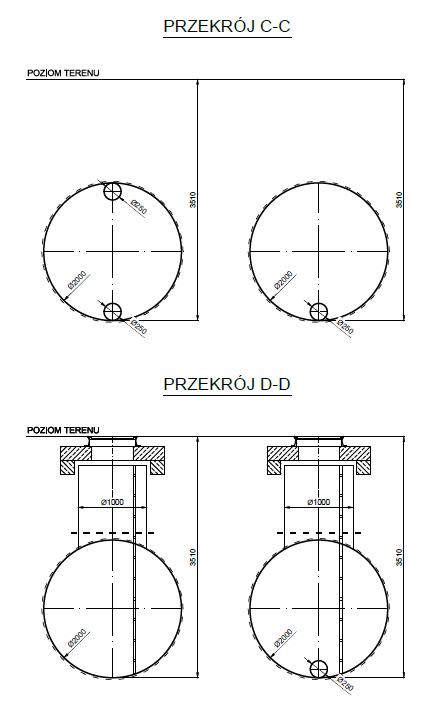 PRZEKRÓJ C-C
POZIOM TERENU
Ø250
3510
3510
Ø2000
Ø2000
Ø250
Ø250
PRZEKRÓJ D-D
POZIOM TERENU
Ø1000
Ø1000
3510
3510
Ø2000
Ø2000
Ø250